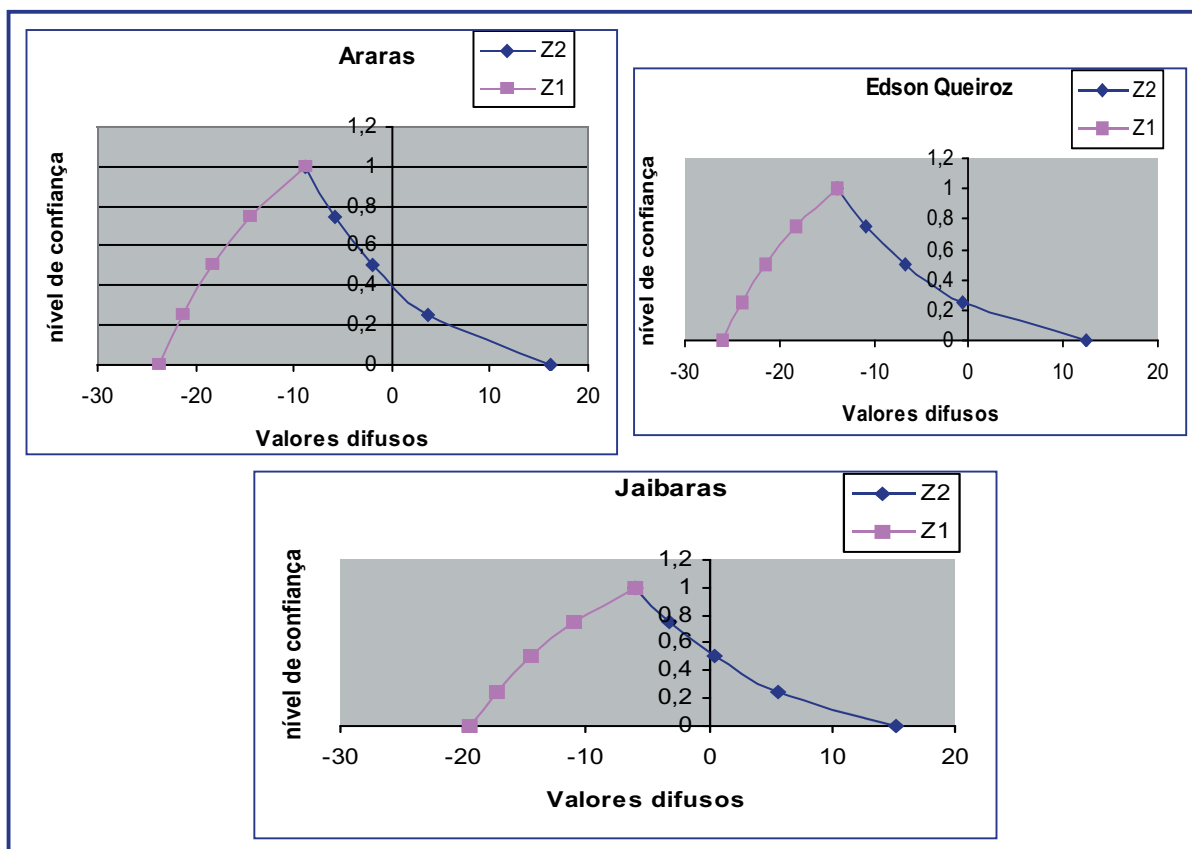 Araras
Z2
Z1
nível de confiança
1,2
1
0,8
0,6
0,4
0,2
0
-30 -20 -10 0 10 20
Valores difusos
Edson Queiroz
Z2
Z1
nível de confiança
1,2
1
0,8
0,6
0,4
0,2
0
-30 -20 -10 0 10 20
Valores difusos
Jaibaras
Z2
Z1
nível de confiança
1,2
1
0,8
0,6
0,4
0,2
0
-30 -20 -10 0 10 20
Valores difusos